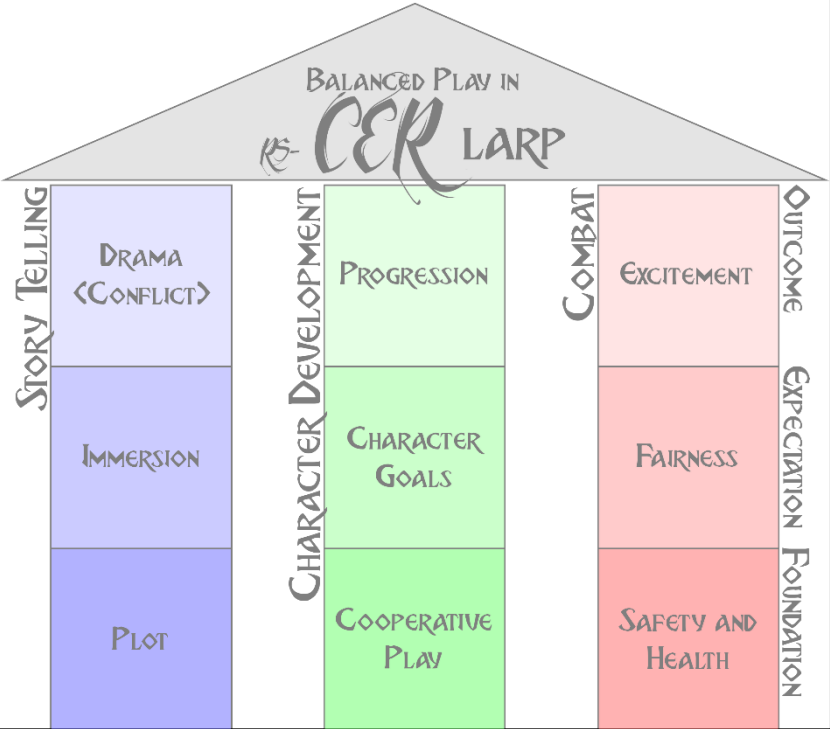 Balanced Play in
RS-CER LARP
Story Telling
Drama
<Conflict>
Immersion
Plot
Character Development
Progression
Character
Goals
Cooperative
Play
Combat
Excitement
Fairness
Safety and
Health
Outcome
Expectation
Foundation